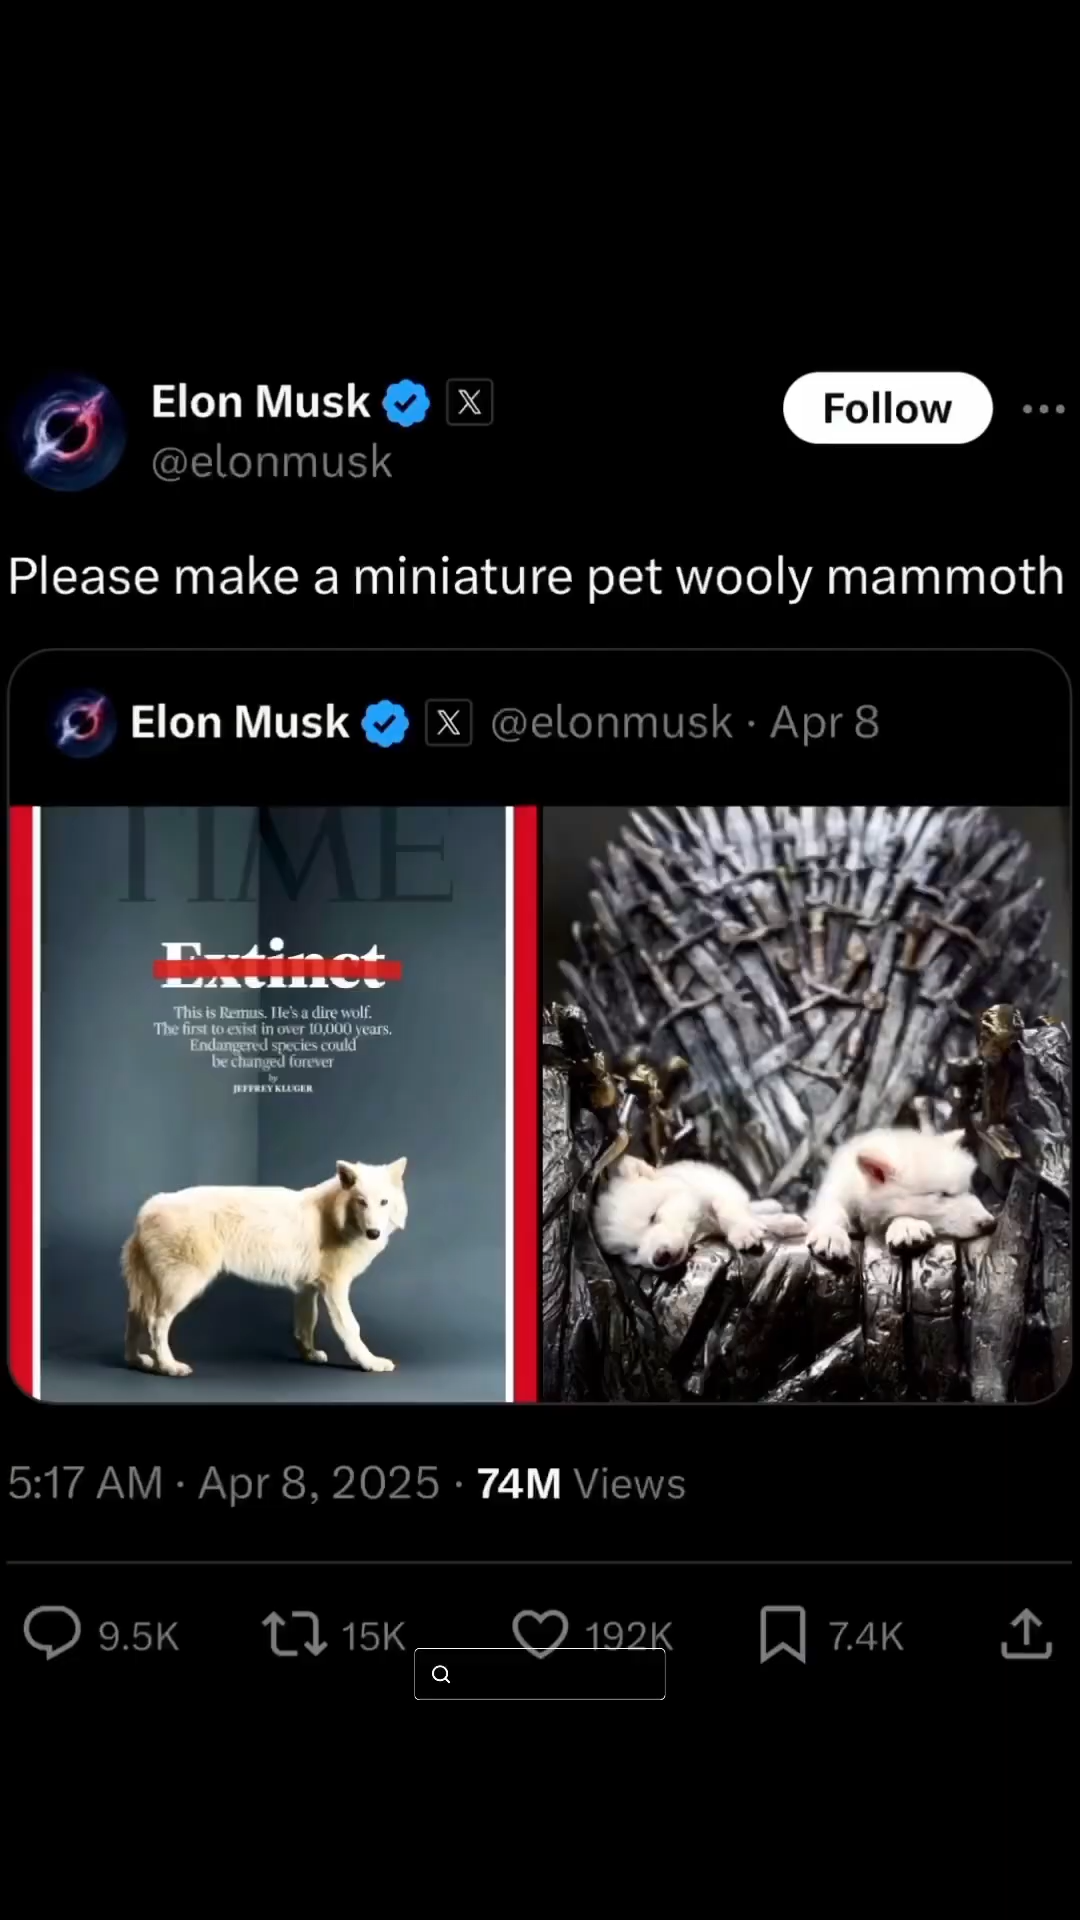 Elon Musk
Follow
@elonmusk
Please make a miniature pet wooly mammoth
Elon Musk @elonmusk · Apr 8
TIME
Extinct
This is Remus. He's a dire wolf.
The first to exist in over 10,000 years.
Endangered species could
be changed forever
by
JEFFREY KLUGER
5:17 AM · Apr 8, 2025 · 74M Views
9.5K 15K 192K 7.4K